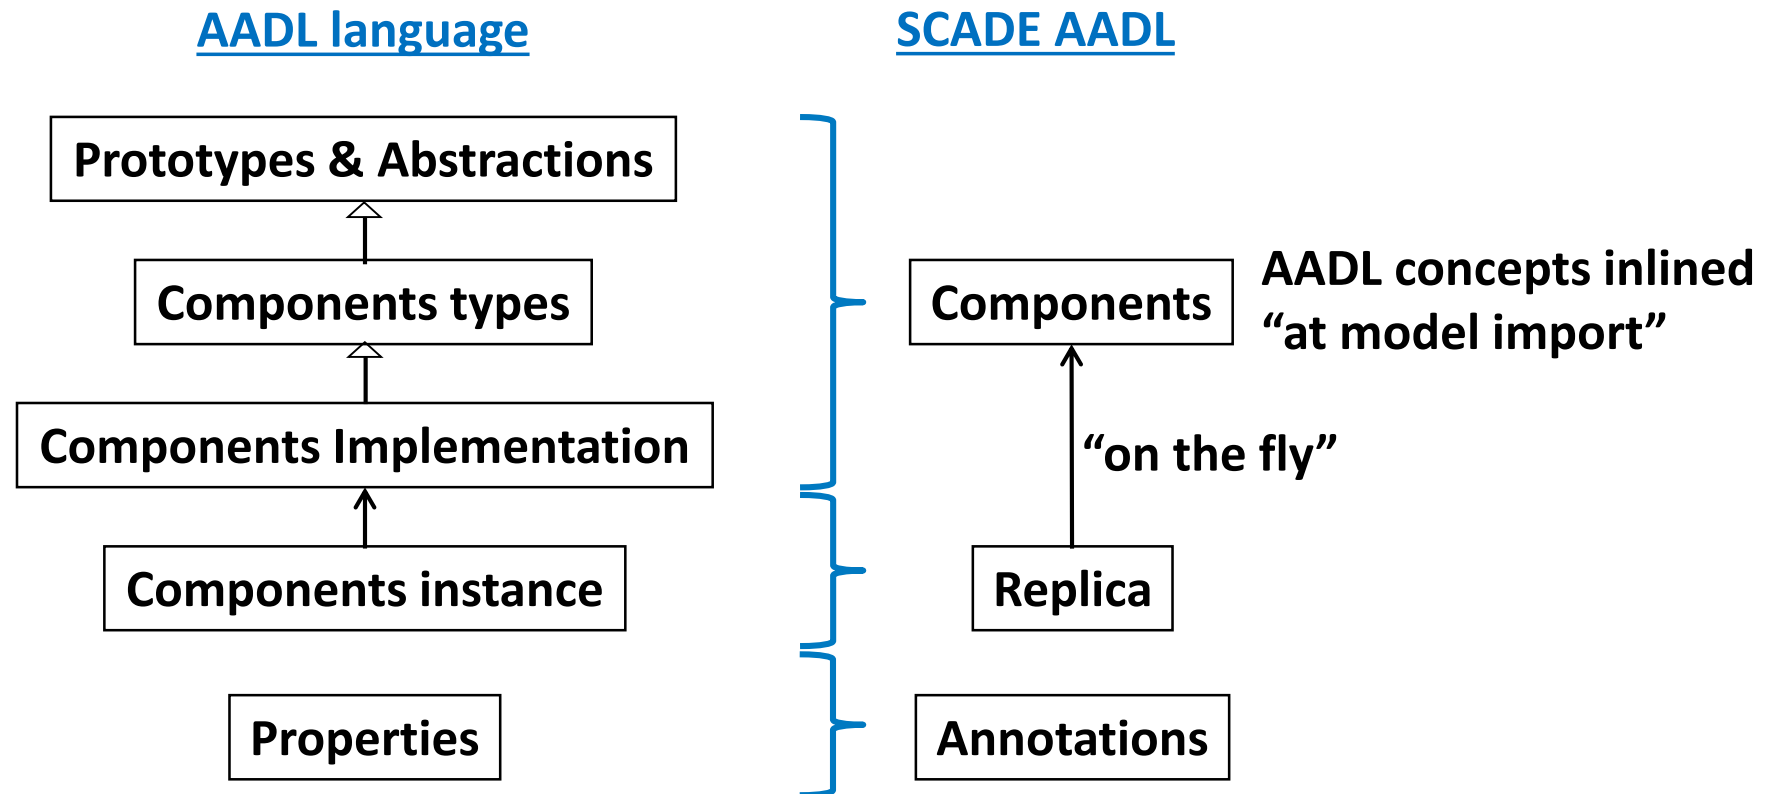 AADL language
SCADE AADL
Prototypes & Abstractions
Components types
Components Implementation
Components instance
Properties
Components
AADL concepts inlined
“at model import”
“on the fly”
Replica
Annotations